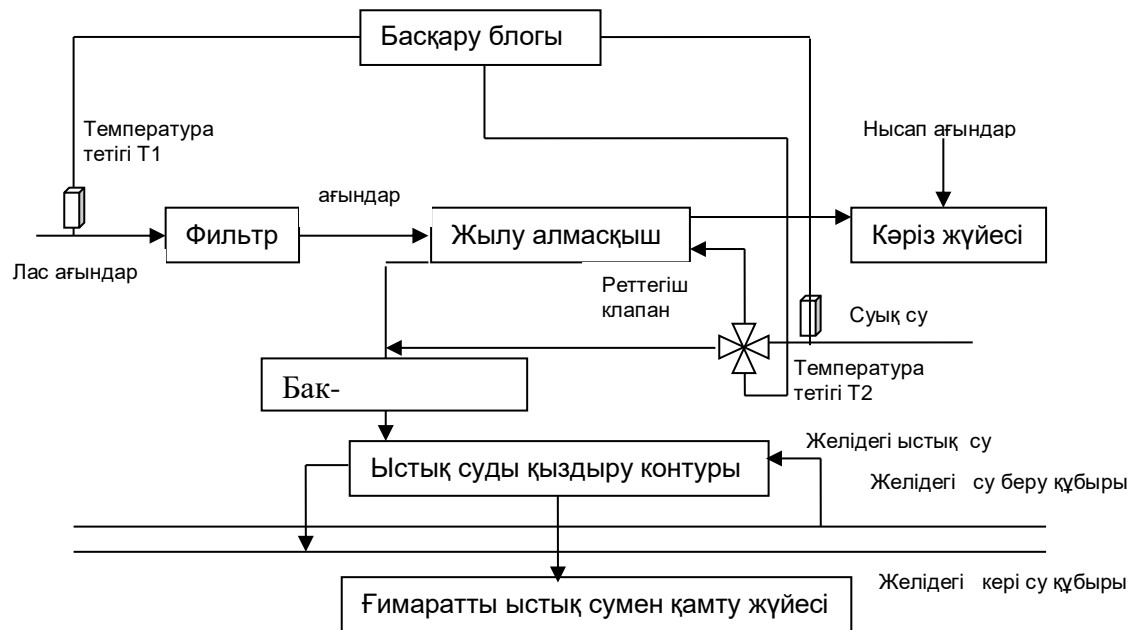 Басқару блогы
Температура
тетігі Т1
Нысап ағындар
ағындар
Фильтр
Жылу алмасқыш
Кәріз жүйесі
Лас ағындар
Реттегіш
клапан
Суық су
Температура
тетігі Т2
Бак-
Желідегі ыстық су
Ыстық суды қыздыру контуры
Желідегі су беру құбыры
Желідегі кері су құбыры
Ғимаратты ыстық сумен қамту жүйесі